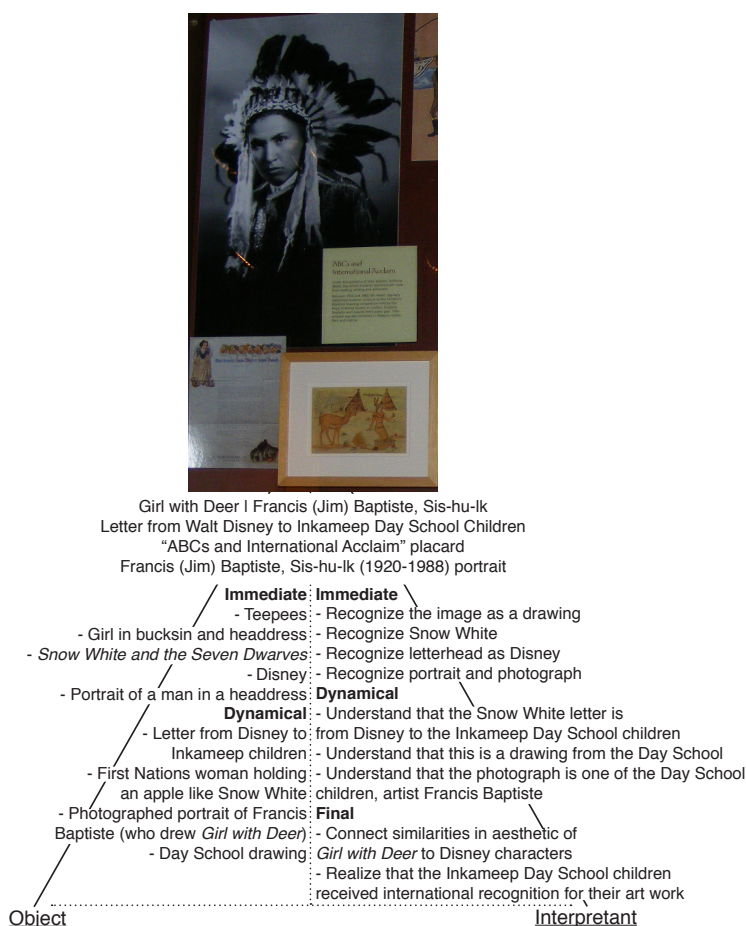 ABCs and
International Acclaim
Girl with Deer | Francis (Jim) Baptiste, Sis-hu-lk
Letter from Walt Disney to Inkameep Day School Children
“ABCs and International Acclaim” placard
Francis (Jim) Baptiste, Sis-hu-lk (1920-1988) portrait
Immediate
- Teepees
- Girl in bucksin and headdress
- Snow White and the Seven Dwarves
- Disney
- Portrait of a man in a headdress
Dynamical
- Letter from Disney to
Inkameep children
- First Nations woman holding
an apple like Snow White
- Photographed portrait of Francis
Baptiste (who drew Girl with Deer)
- Day School drawing
Immediate
- Recognize the image as a drawing
- Recognize Snow White
- Recognize letterhead as Disney
- Recognize portrait and photograph
Dynamical
- Understand that the Snow White letter is
from Disney to the Inkameep Day School children
- Understand that this is a drawing from the Day School
- Understand that the photograph is one of the Day School
children, artist Francis Baptiste
Final
- Connect similarities in aesthetic of
Girl with Deer to Disney characters
- Realize that the Inkameep Day School children
received international recognition for their art work
Object
Interpretant